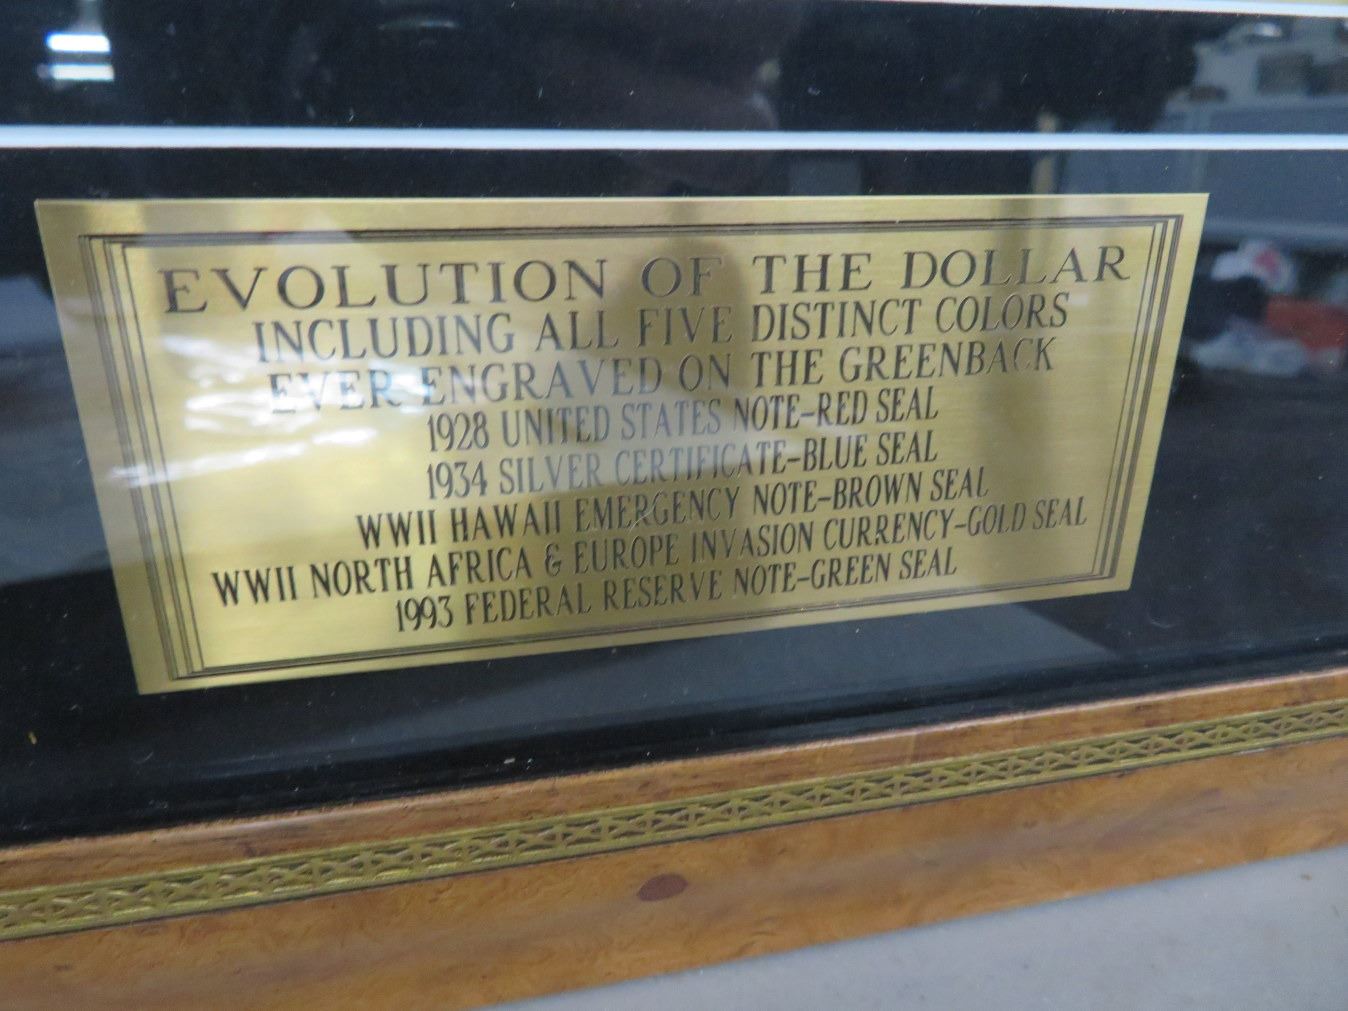 EVOLUTION OF THE DOLLAR
INCLUDING ALL FIVE DISTINCT COLORS
EVER ENGRAVED ON THE GREENBACK
1928 UNITED STATES NOTE-RED SEAL
1934 SILVER CERTIFICATE-BLUE SEAL
WWII HAWAII EMERGENCY NOTE-BROWN SEAL
WWII NORTH AFRICA & EUROPE INVASION CURRENCY-GOLD SEAL
1993 FEDERAL RESERVE NOTE-GREEN SEAL